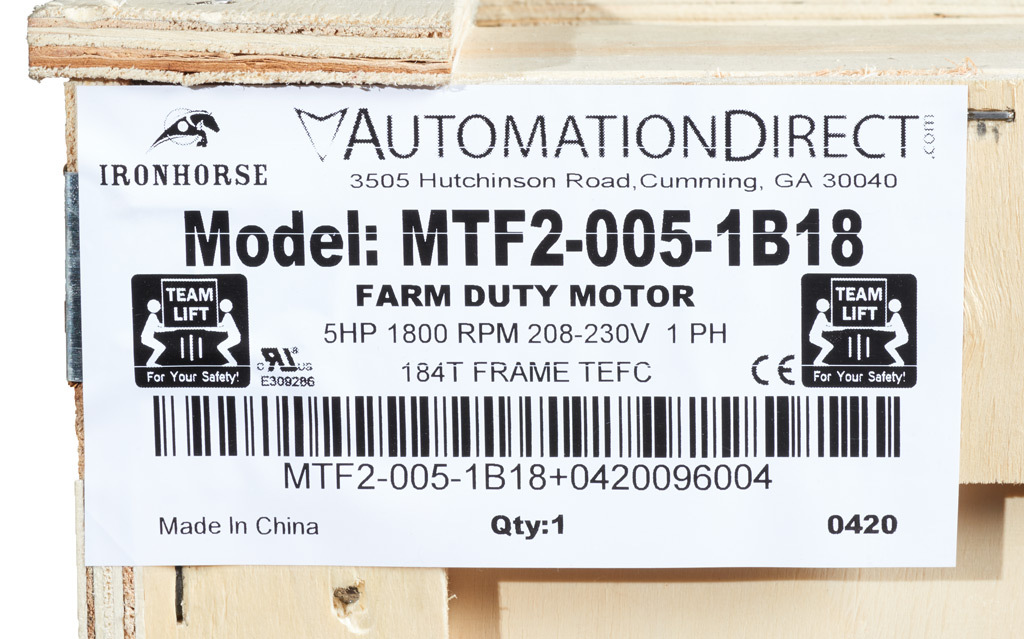 IRONHORSE
AUTOMATIONDIRECT.com
3505 Hutchinson Road,Cumming, GA 30040
Model: MTF2-005-1B18
TEAM LIFT
For Your Safety!
FARM DUTY MOTOR
5HP 1800 RPM 208-230V 1 PH
184T FRAME TEFC
c RU us
E309286
CE
TEAM LIFT
For Your Safety!
MTF2-005-1B18+0420096004
Made In China
Qty:1
0420